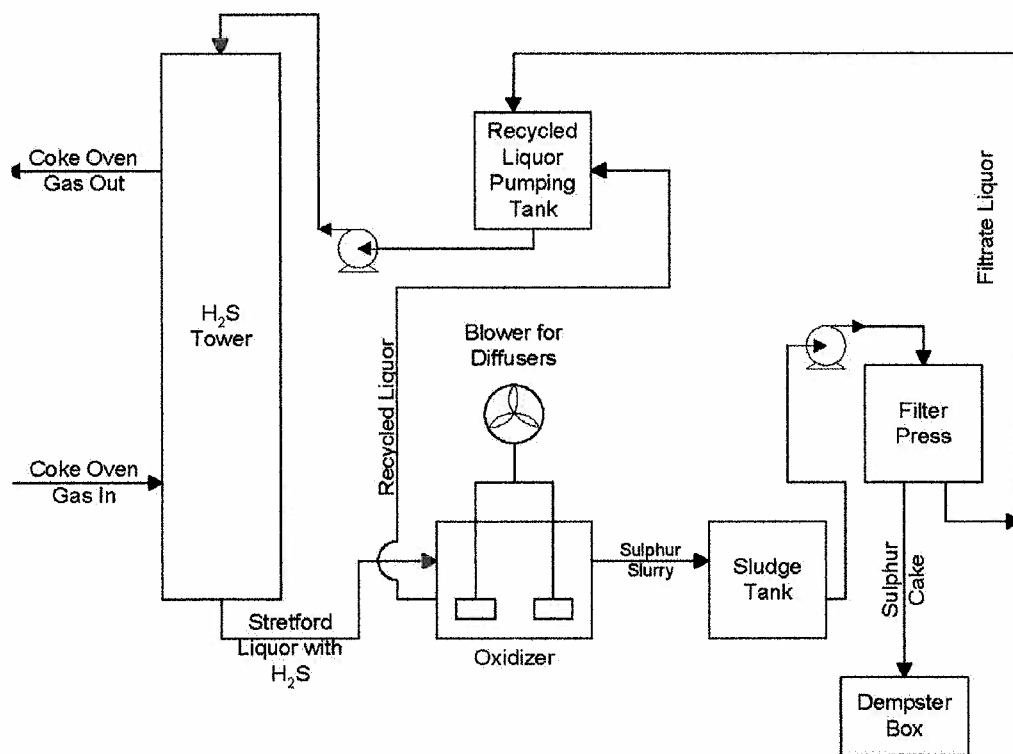 Coke Oven
Gas Out
H₂S
Tower
Coke Oven
Gas In
Stretford
Liquor with
H₂S
Recycled
Liquor
Pumping
Tank
Recycled Liquor
Blower for
Diffusers
Oxidizer
Sulphur
Slurry
Sludge
Tank
Filter
Press
Filtrate Liquor
Sulphur
Cake
Dempster
Box